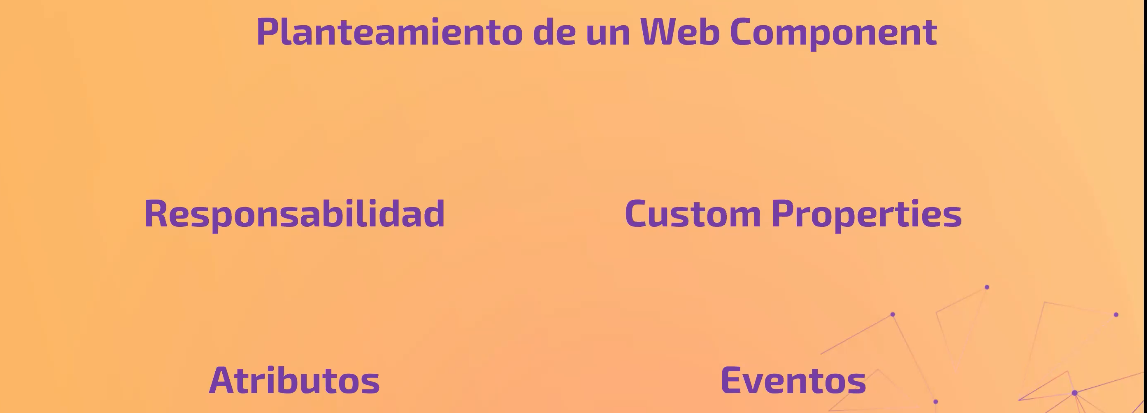 Planteamiento de un Web Component
Responsabilidad
Custom Properties
Atributos
Eventos